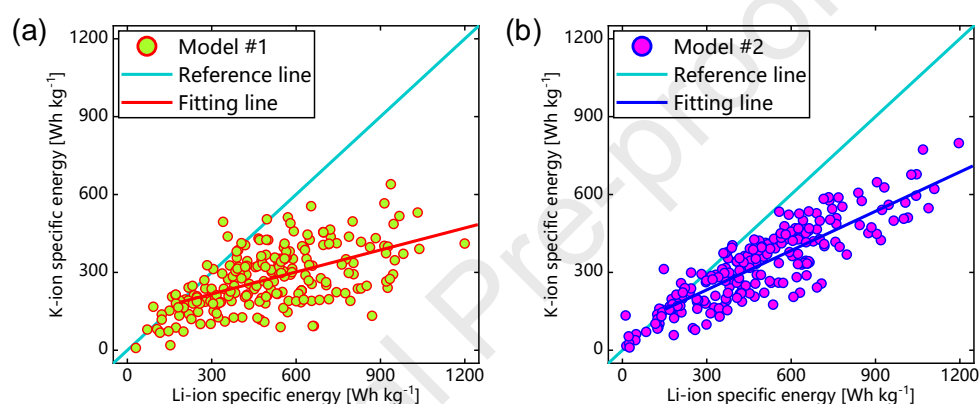 (a)
Model #1
Reference line
Fitting line
K-ion specific energy [Wh kg⁻¹]
1200
900
600
300
0
0 300 600 900 1200
Li-ion specific energy [Wh kg⁻¹]
(b)
Model #2
Reference line
Fitting line
K-ion specific energy [Wh kg⁻¹]
1200
900
600
300
0
0 300 600 900 1200
Li-ion specific energy [Wh kg⁻¹]
Pre-proo